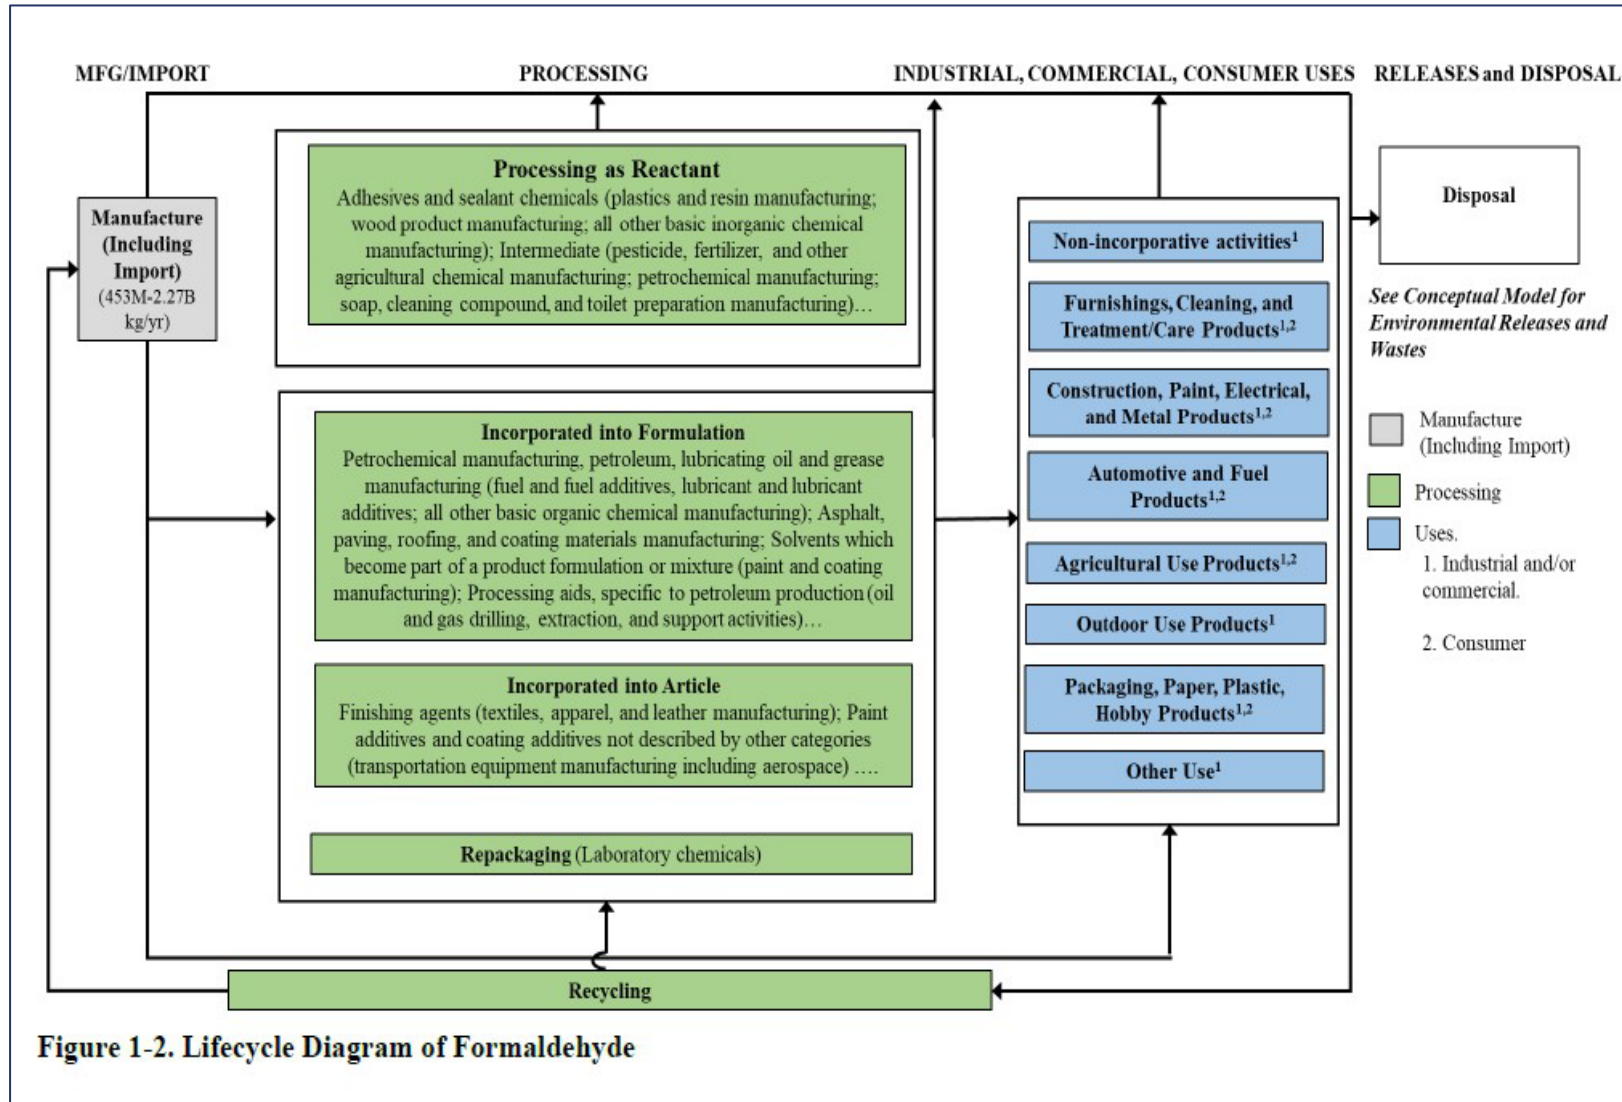 MFG/IMPORT
PROCESSING
INDUSTRIAL, COMMERCIAL, CONSUMER USES
RELEASES and DISPOSAL
Manufacture
(Including
Import)
(453M-2.27B
kg/yr)
Processing as Reactant
Adhesives and sealant chemicals (plastics and resin manufacturing;
wood product manufacturing; all other basic inorganic chemical
manufacturing); Intermediate (pesticide, fertilizer, and other
agricultural chemical manufacturing; petrochemical manufacturing;
soap, cleaning compound, and toilet preparation manufacturing)…
Incorporated into Formulation
Petrochemical manufacturing, petroleum, lubricating oil and grease
manufacturing (fuel and fuel additives, lubricant and lubricant
additives; all other basic organic chemical manufacturing); Asphalt,
paving, roofing, and coating materials manufacturing; Solvents which
become part of a product formulation or mixture (paint and coating
manufacturing); Processing aids, specific to petroleum production (oil
and gas drilling, extraction, and support activities)…
Incorporated into Article
Finishing agents (textiles, apparel, and leather manufacturing); Paint
additives and coating additives not described by other categories
(transportation equipment manufacturing including aerospace) ….
Repackaging (Laboratory chemicals)
Recycling
Non-incorporative activities¹
Furnishings, Cleaning, and
Treatment/Care Products¹,²
Construction, Paint, Electrical,
and Metal Products¹,²
Automotive and Fuel
Products¹,²
Agricultural Use Products¹,²
Outdoor Use Products¹
Packaging, Paper, Plastic,
Hobby Products¹,²
Other Use¹
Disposal
See Conceptual Model for
Environmental Releases and
Wastes
Manufacture
(Including Import)
Processing
Uses.
1. Industrial and/or
commercial.
2. Consumer
Figure 1-2. Lifecycle Diagram of Formaldehyde